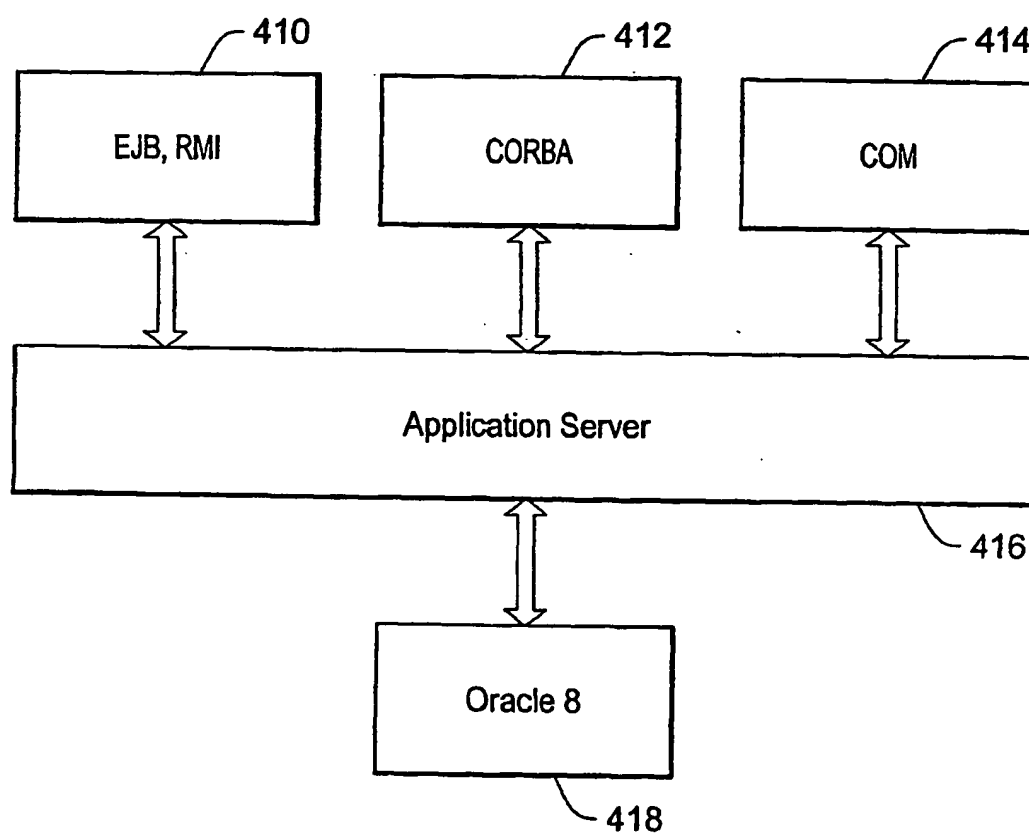 410
412
414
EJB, RMI
CORBA
COM
Application Server
416
Oracle 8
418